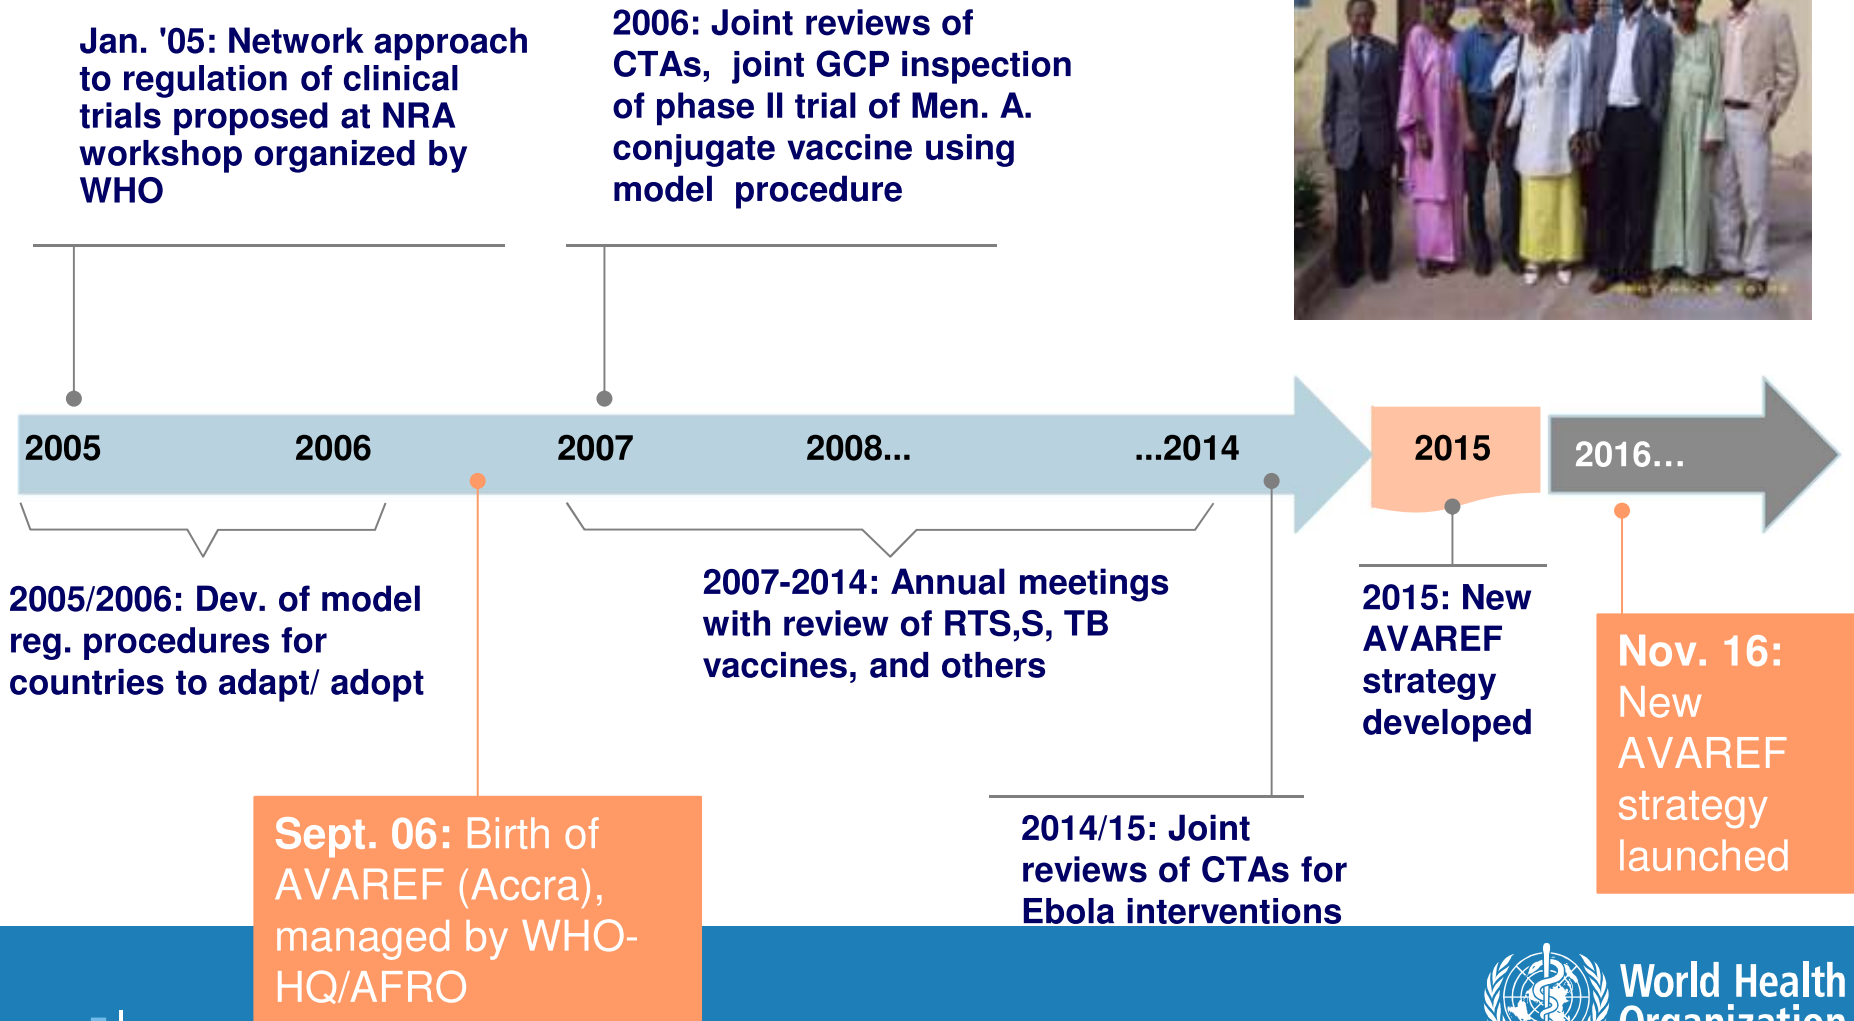 Jan. '05: Network approach
to regulation of clinical
trials proposed at NRA
workshop organized by
WHO
2006: Joint reviews of
CTAs, joint GCP inspection
of phase II trial of Men. A.
conjugate vaccine using
model procedure
2005
2006
2007
2008...
...2014
2015
2016...
2005/2006: Dev. of model
reg. procedures for
countries to adapt/ adopt
2007-2014: Annual meetings
with review of RTS,S, TB
vaccines, and others
2015: New
AVAREF
strategy
developed
Nov. 16:
New
AVAREF
strategy
launched
Sept. 06: Birth of
AVAREF (Accra),
managed by WHO-
HQ/AFRO
2014/15: Joint
reviews of CTAs for
Ebola interventions
World Health
Organization